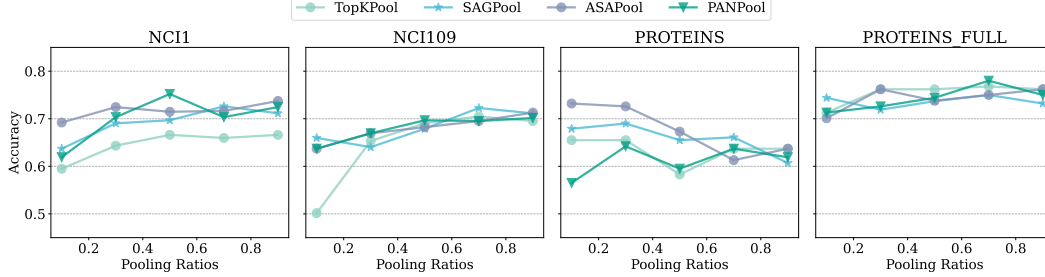 TopKPool SAGPool ASAPool PANPool
NCI1 NCI109 PROTEINS PROTEINS_FULL
Accuracy
0.8
0.7
0.6
0.5
0.2 0.4 0.6 0.8 0.2 0.4 0.6 0.8 0.2 0.4 0.6 0.8 0.2 0.4 0.6 0.8
Pooling Ratios Pooling Ratios Pooling Ratios Pooling Ratios